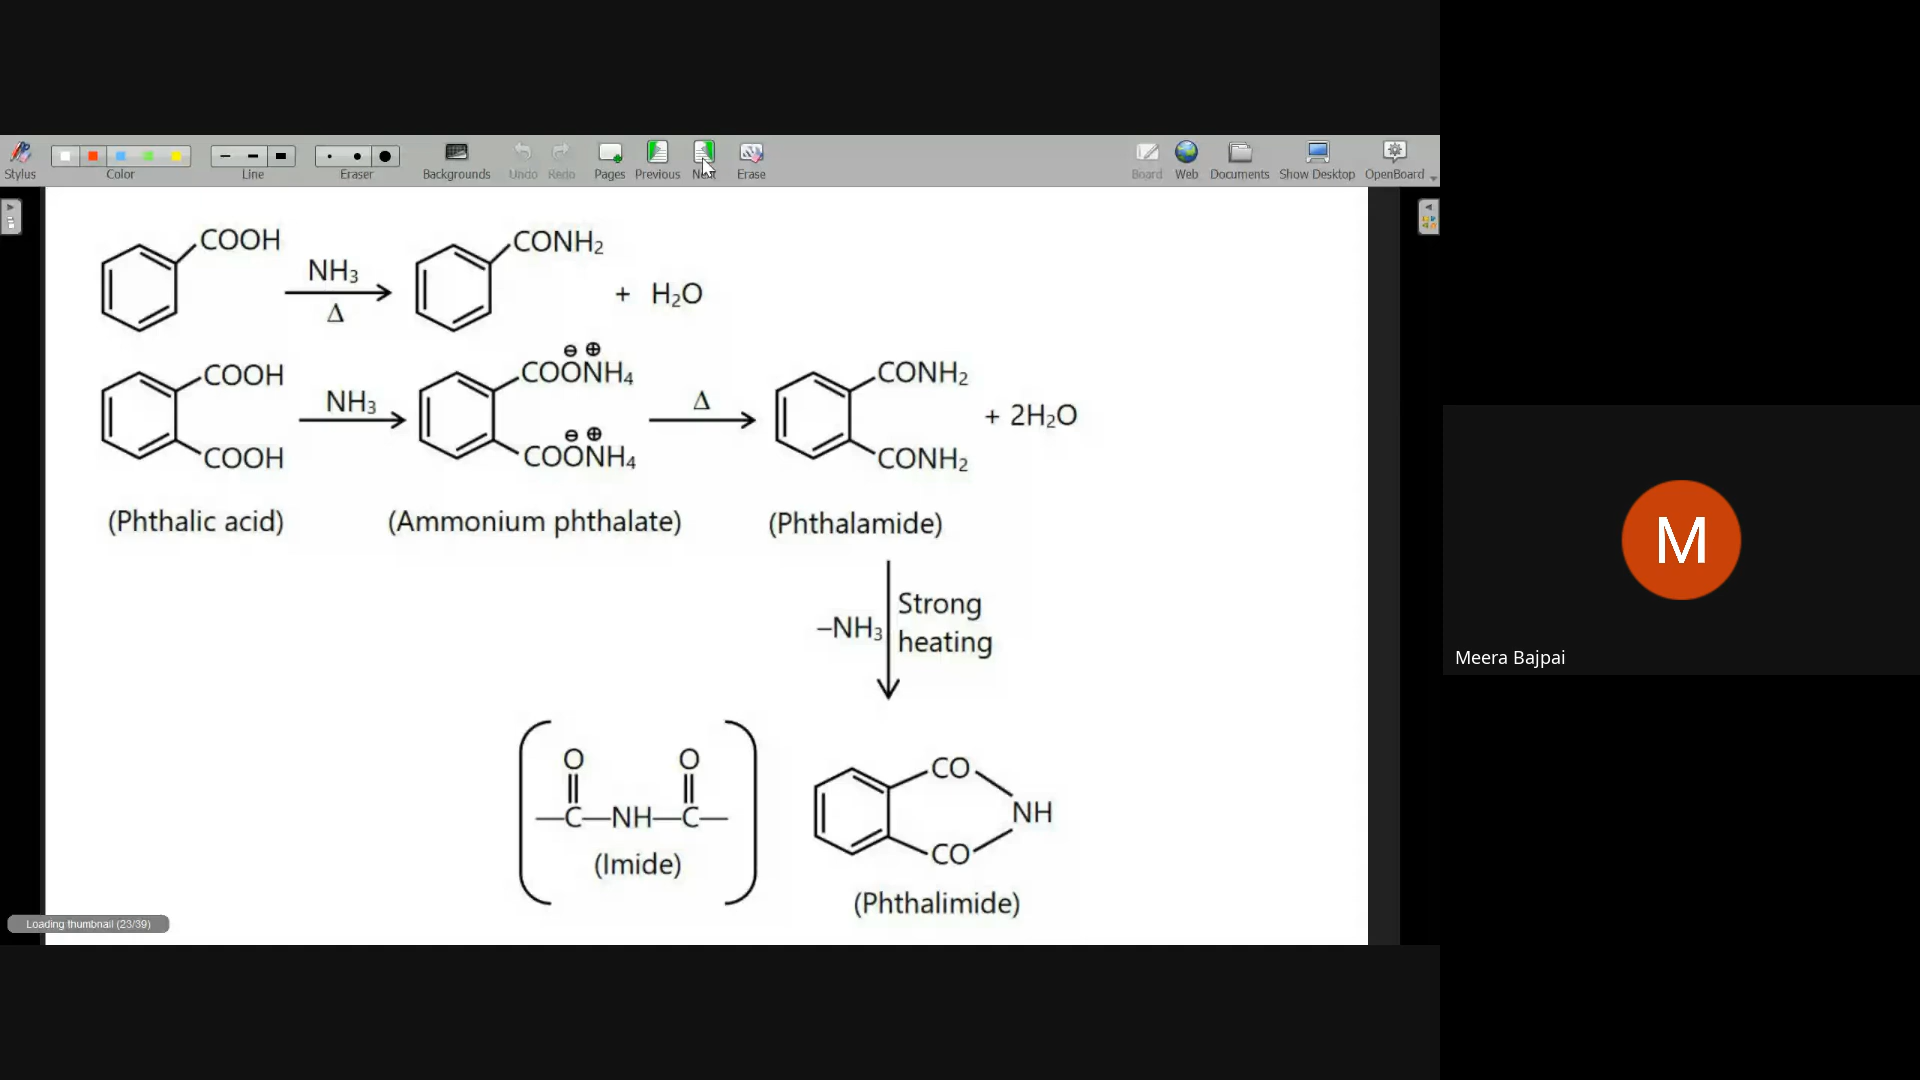 Stylus Color Line Eraser Backgrounds Undo Redo Pages Previous Next Erase Board Web Documents Show Desktop OpenBoard
COOH
NH₃
Δ
CONH₂
+ H₂O
COOH
COOH
NH₃
⊖ ⊕
COONH₄
⊖ ⊕
COONH₄
Δ
CONH₂
CONH₂
+ 2H₂O
(Phthalic acid) (Ammonium phthalate) (Phthalamide)
–NH₃
Strong
heating
O O
—C—NH—C—
(Imide)
CO
NH
CO
(Phthalimide)
Loading thumbnail (23/39)
M
Meera Bajpai